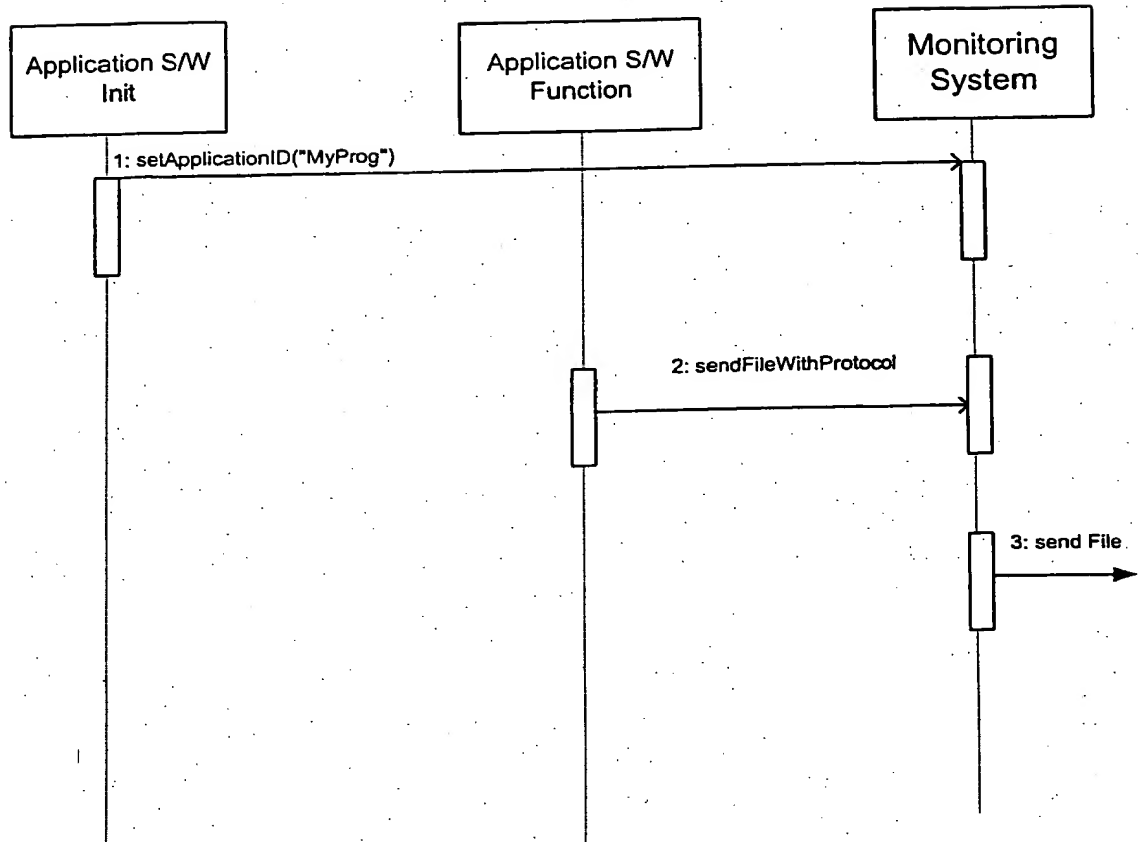 Application S/W
Init
Application S/W
Function
Monitoring
System
1: setApplicationID("MyProg")
2: sendFileWithProtocol
3: send File